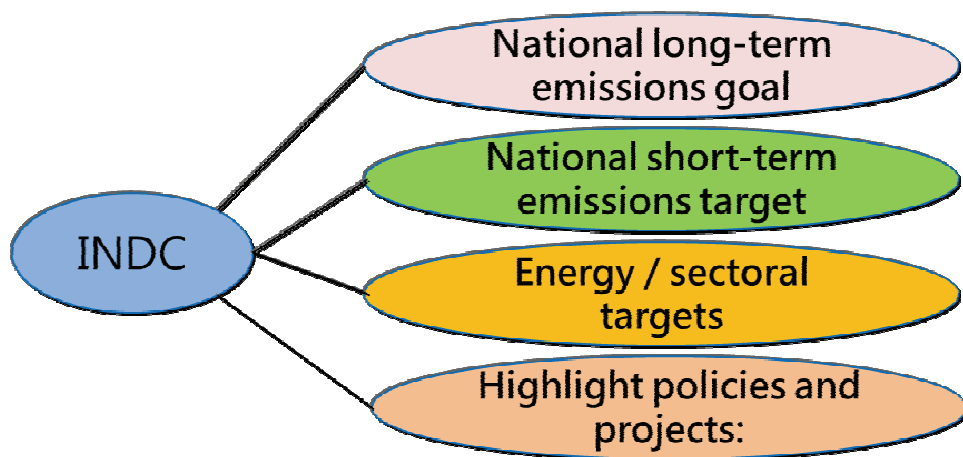 National long-term
emissions goal
National short-term
emissions target
INDC
Energy / sectoral
targets
Highlight policies and
projects: